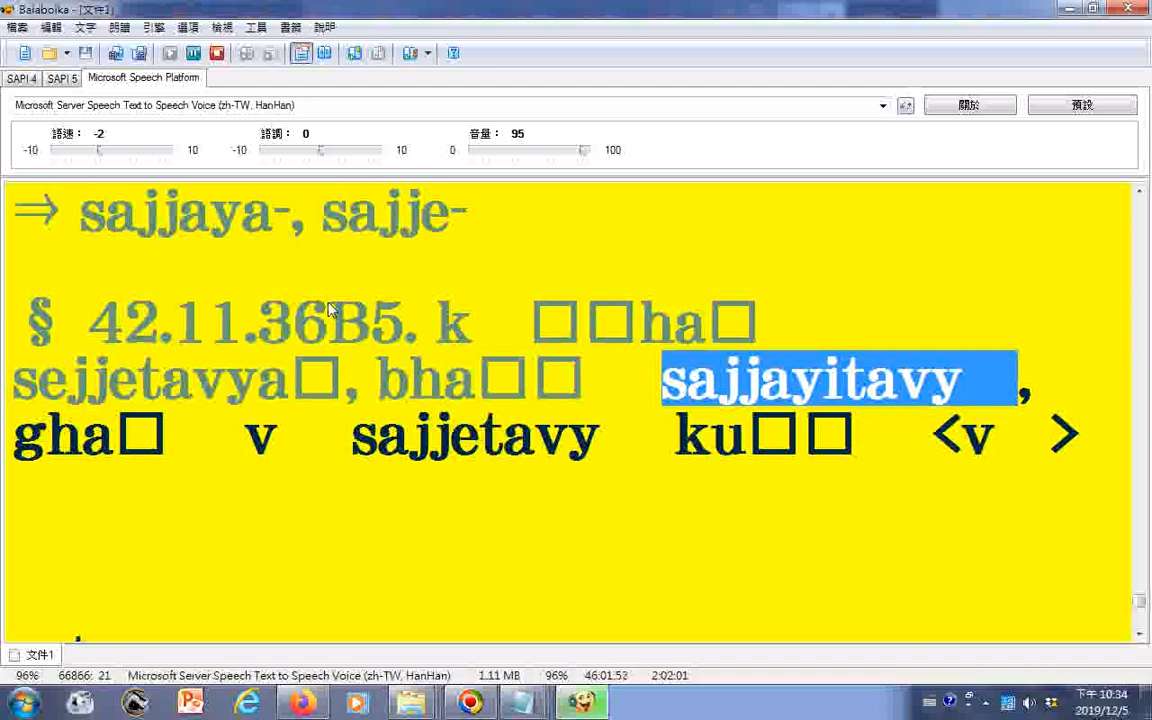 Balabolka - [文件1]
檔案 編輯 文字 朗讀 引擎 選項 檢視 工具 書籤 說明
SAPI 4 SAPI 5 Microsoft Speech Platform
Microsoft Server Speech Text to Speech Voice (zh-TW, HanHan) 關於 預設
語速： -2 語調： 0 音量： 95
-10 10 -10 10 0 100
⇒ sajjaya-, sajje-
§ 42.11.36B5. k □□ha□
sejjetavya□, bha□□ sajjayitavy ,
gha□ v sajjetavy ku□□ <v >
文件1
96% 66866: 21 Microsoft Server Speech Text to Speech Voice (zh-TW, HanHan) 1.11 MB 96% 46:01.53 2:02:01
下午 10:34
2019/12/5